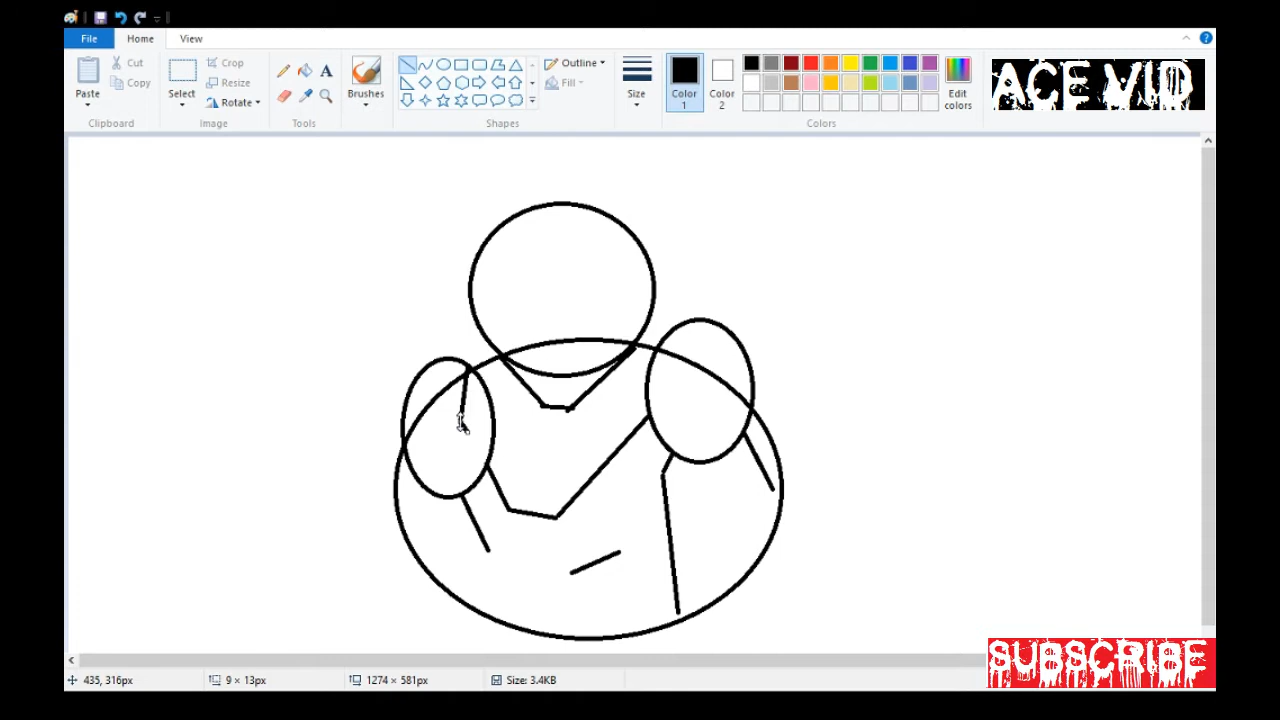 File Home View
Paste
Cut
Copy
Clipboard
Select
Crop
Resize
Rotate
Image
A
Tools
Brushes
Outline
Fill
Shapes
Size
Color 1
Color 2
Edit colors
Colors
ACE VID
435, 316px 9 × 13px 1274 × 581px Size: 3.4KB
SUBSCRIBE